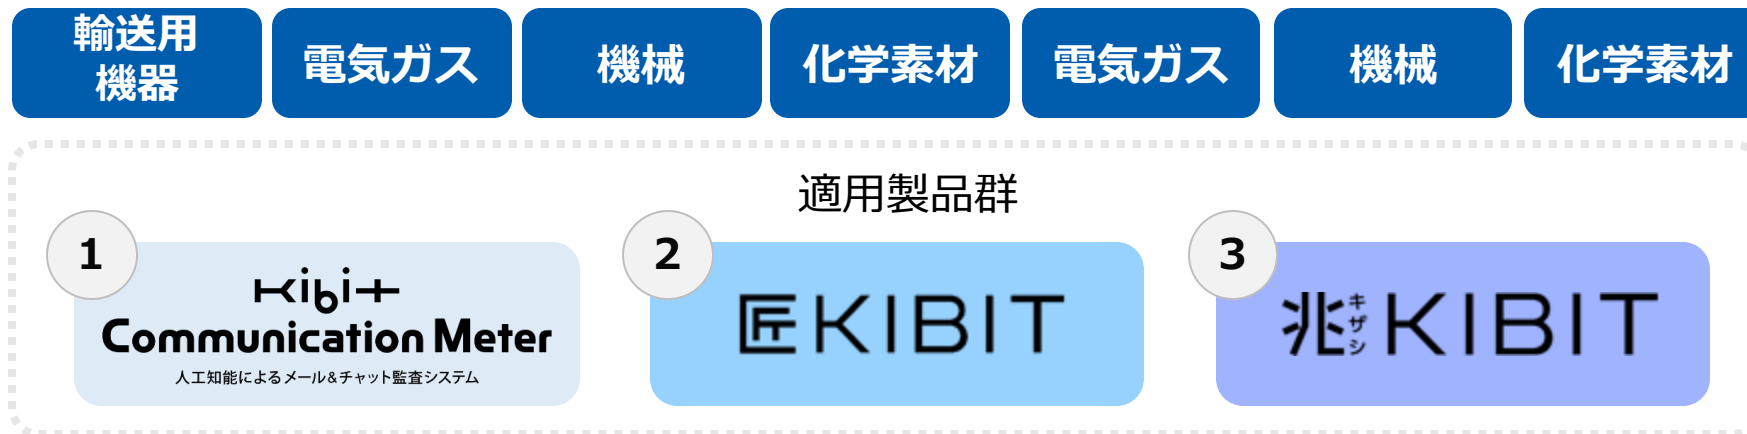 輸送用
機器
電気ガス
機械
化学素材
電気ガス
機械
化学素材
適用製品群
1
kibit
Communication Meter
人工知能によるメール&チャット監査システム
2
匠KIBIT
3
兆キザシKIBIT